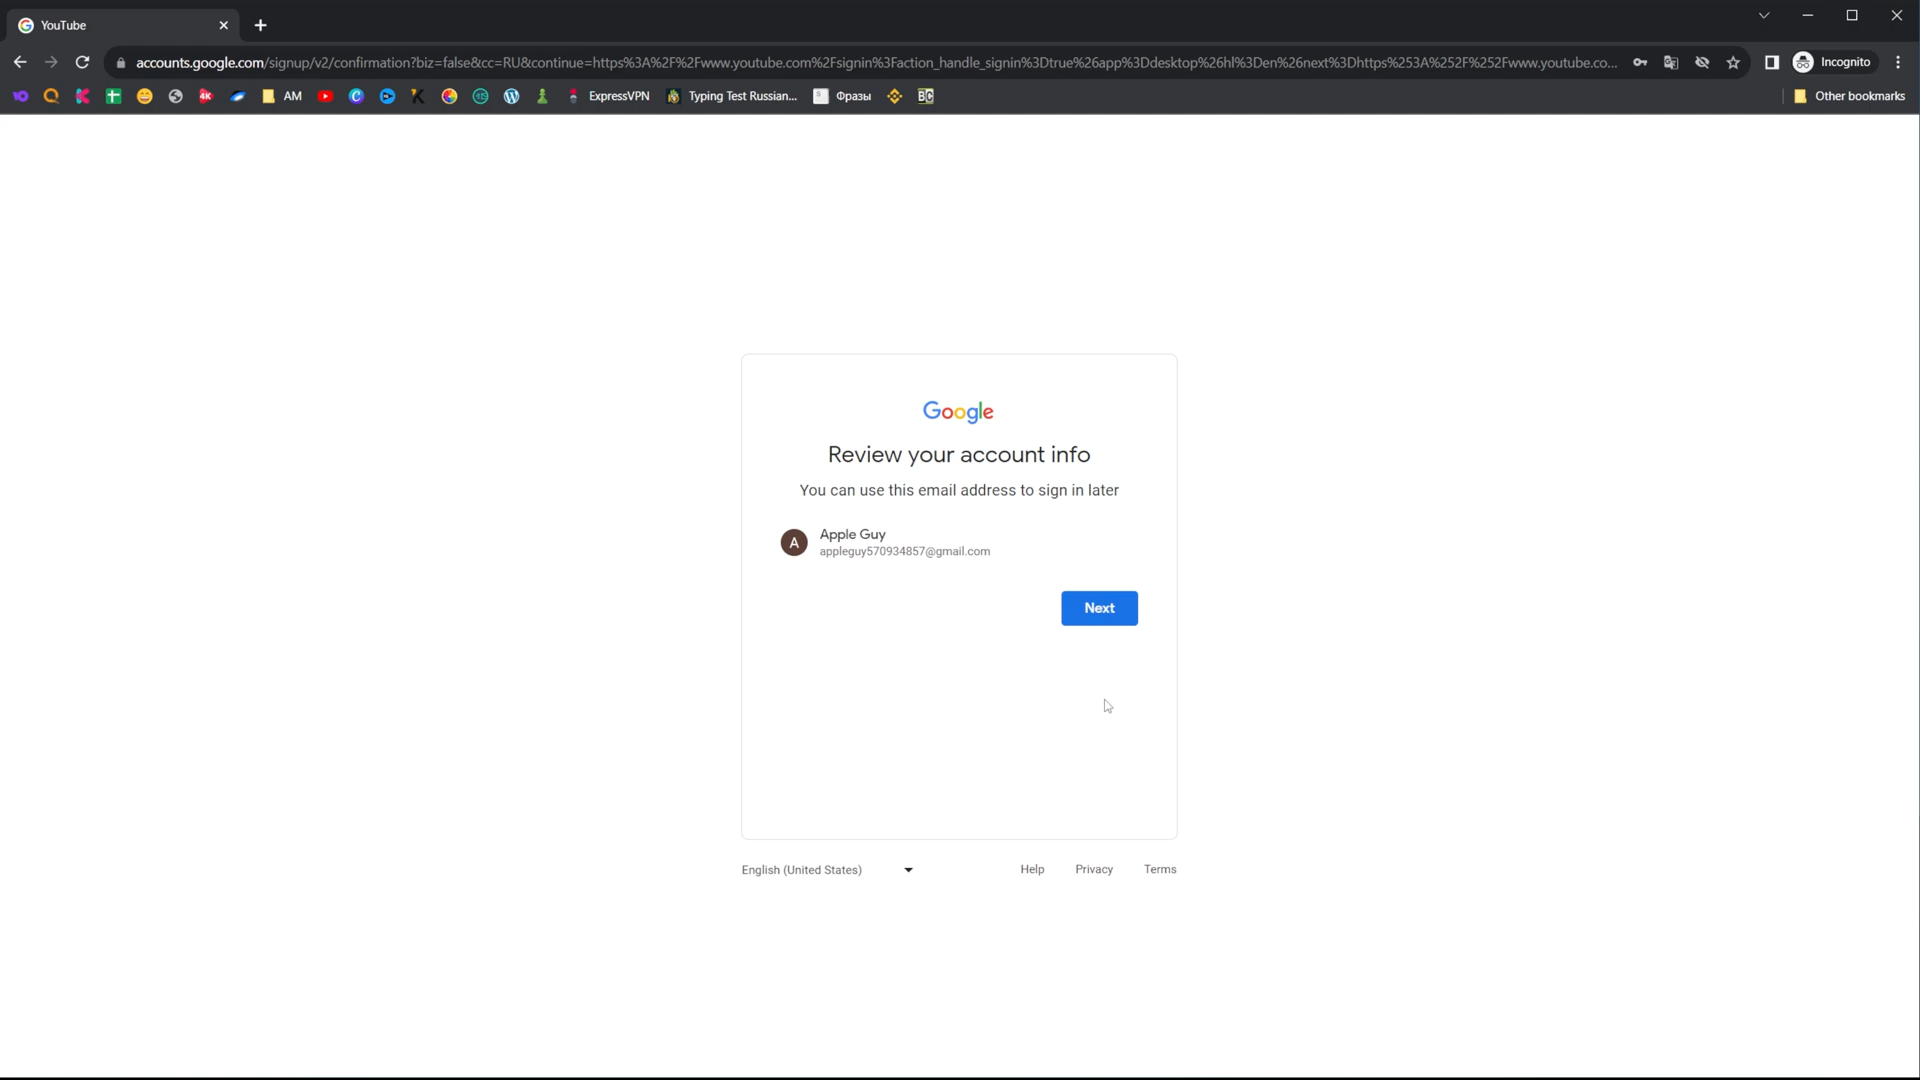 YouTube
accounts.google.com/signup/v2/confirmation?biz=false&cc=RU&continue=https%3A%2F%2Fwww.youtube.com%2Fsignin%3Faction_handle_signin%3Dtrue%26app%3Ddesktop%26hl%3Den%26next%3Dhttps%253A%252F%252Fwww.youtube.co...
Incognito
4K
AM
ExpressVPN
Typing Test Russian...
Фразы
BC
Other bookmarks
Google
Review your account info
You can use this email address to sign in later
A
Apple Guy
appleguy570934857@gmail.com
Next
English (United States)
Help
Privacy
Terms